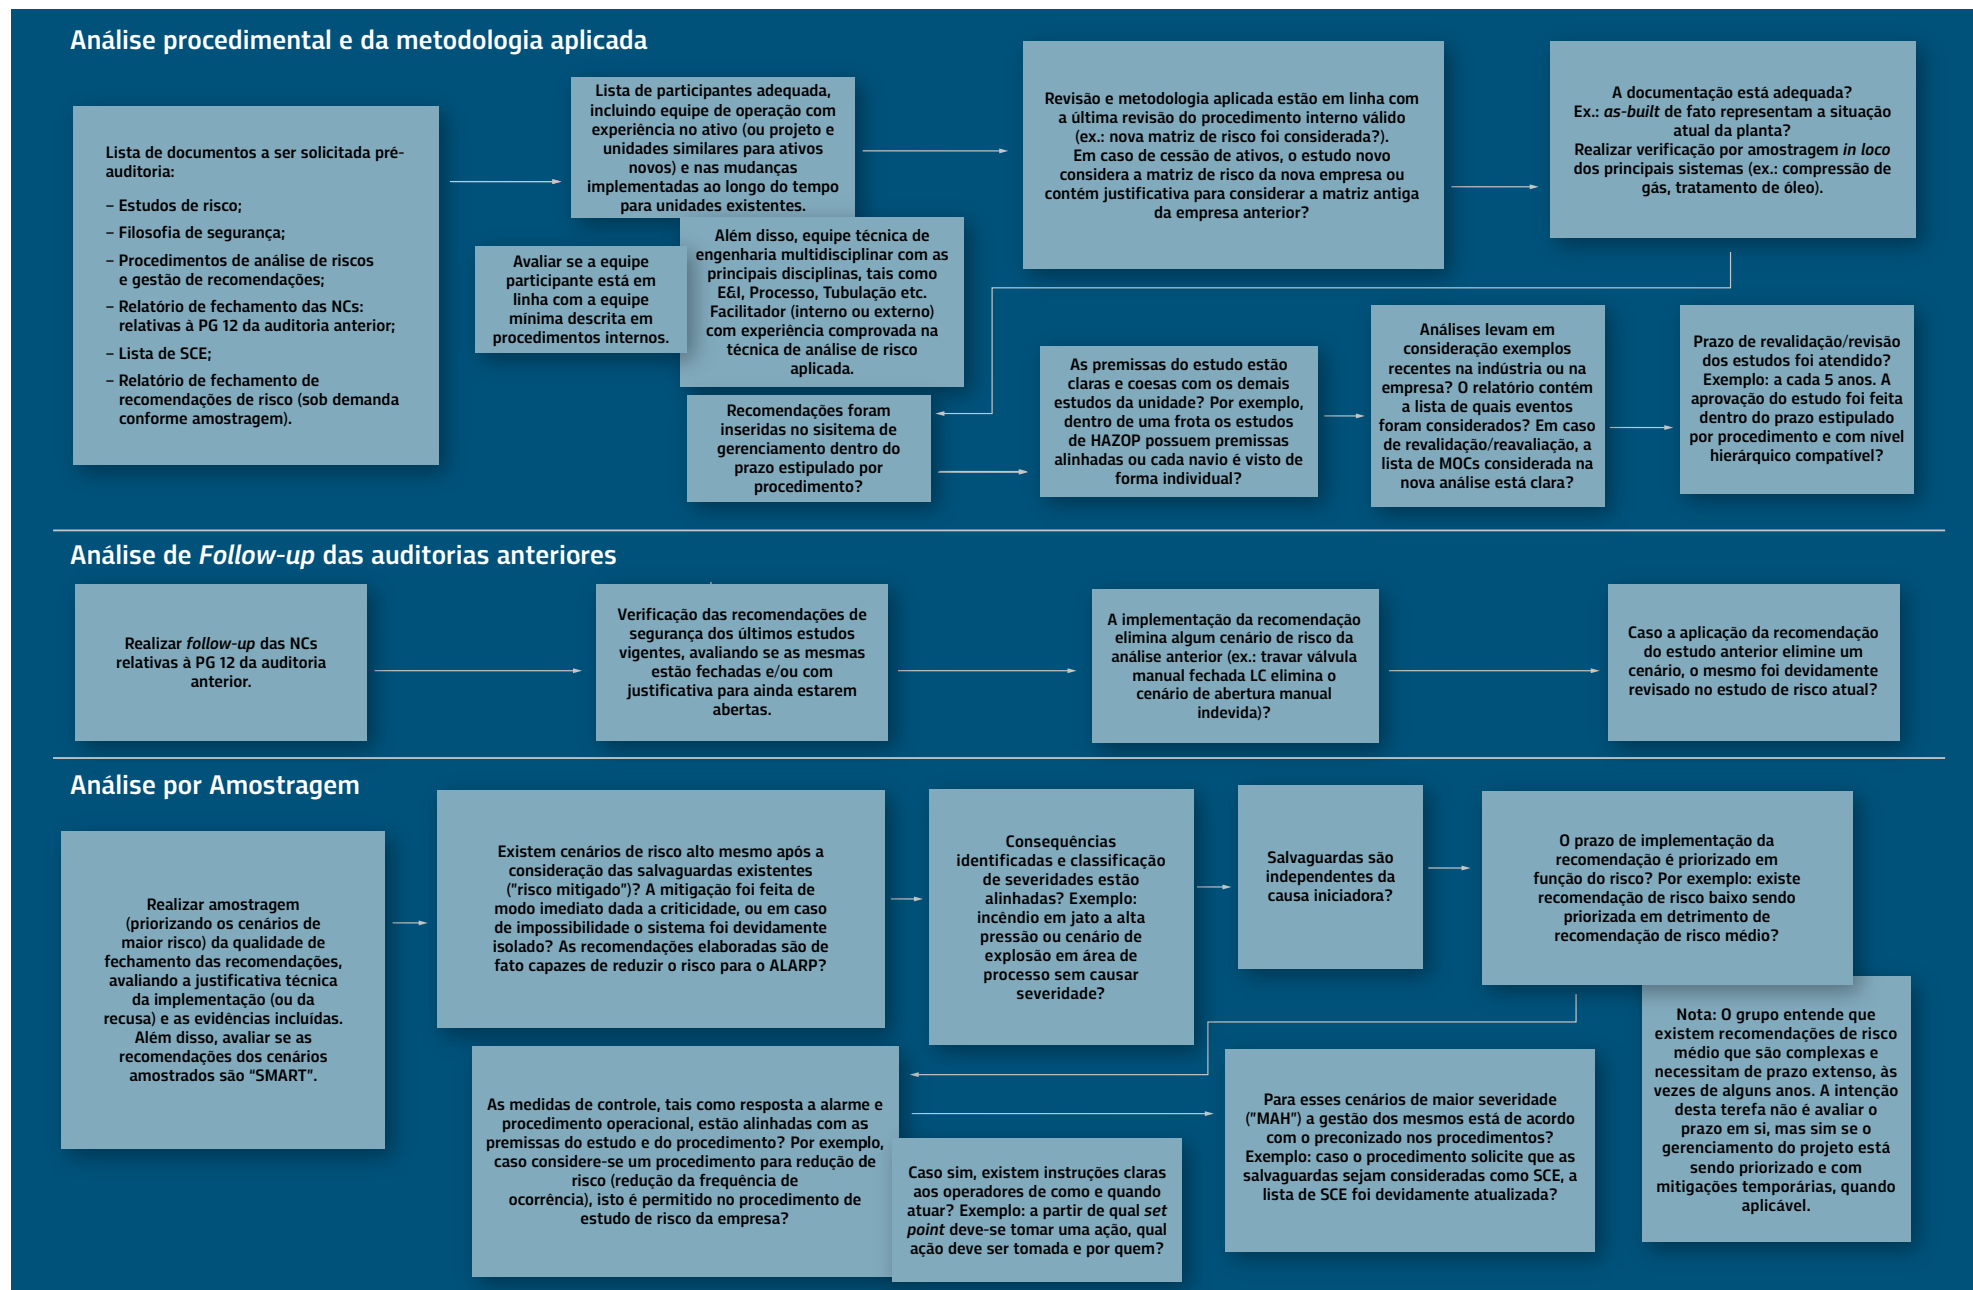 Análise procedimental e da metodologia aplicada
Lista de documentos a ser solicitada pré-
auditoria:
– Estudos de risco;
– Filosofia de segurança;
– Procedimentos de análise de riscos
e gestão de recomendações;
– Relatório de fechamento das NCs:
relativas à PG 12 da auditoria anterior;
– Lista de SCE;
– Relatório de fechamento de
recomendações de risco (sob demanda
conforme amostragem).
Lista de participantes adequada,
incluindo equipe de operação com
experiência no ativo (ou projeto e
unidades similares para ativos
novos) e nas mudanças
implementadas ao longo do tempo
para unidades existentes.
Além disso, equipe técnica de
engenharia multidisciplinar com as
principais disciplinas, tais como
E&I, Processo, Tubulação etc.
Facilitador (interno ou externo)
com experiência comprovada na
técnica de análise de risco
aplicada.
Avaliar se a equipe
participante está em
linha com a equipe
mínima descrita em
procedimentos internos.
Revisão e metodologia aplicada estão em linha com
a última revisão do procedimento interno válido
(ex.: nova matriz de risco foi considerada?).
Em caso de cessão de ativos, o estudo novo
considera a matriz de risco da nova empresa ou
contém justificativa para considerar a matriz antiga
da empresa anterior?
A documentação está adequada?
Ex.: as-built de fato representam a situação
atual da planta?
Realizar verificação por amostragem in loco
dos principais sistemas (ex.: compressão de
gás, tratamento de óleo).
Recomendações foram
inseridas no sisitema de
gerenciamento dentro do
prazo estipulado por
procedimento?
As premissas do estudo estão
claras e coesas com os demais
estudos da unidade? Por exemplo,
dentro de uma frota os estudos
de HAZOP possuem premissas
alinhadas ou cada navio é visto de
forma individual?
Análises levam em
consideração exemplos
recentes na indústria ou na
empresa? O relatório contém
a lista de quais eventos
foram considerados? Em caso
de revalidação/reavaliação, a
lista de MOCs considerada na
nova análise está clara?
Prazo de revalidação/revisão
dos estudos foi atendido?
Exemplo: a cada 5 anos. A
aprovação do estudo foi feita
dentro do prazo estipulado
por procedimento e com nível
hierárquico compatível?
Análise de Follow-up das auditorias anteriores
Realizar follow-up das NCs
relativas à PG 12 da auditoria
anterior.
Verificação das recomendações de
segurança dos últimos estudos
vigentes, avaliando se as mesmas
estão fechadas e/ou com
justificativa para ainda estarem
abertas.
A implementação da recomendação
elimina algum cenário de risco da
análise anterior (ex.: travar válvula
manual fechada LC elimina o
cenário de abertura manual
indevida)?
Caso a aplicação da recomendação
do estudo anterior elimine um
cenário, o mesmo foi devidamente
revisado no estudo de risco atual?
Análise por Amostragem
Realizar amostragem
(priorizando os cenários de
maior risco) da qualidade de
fechamento das recomendações,
avaliando a justificativa técnica
da implementação (ou da
recusa) e as evidências incluídas.
Além disso, avaliar se as
recomendações dos cenários
amostrados são "SMART".
Existem cenários de risco alto mesmo após a
consideração das salvaguardas existentes
("risco mitigado")? A mitigação foi feita de
modo imediato dada a criticidade, ou em caso
de impossibilidade o sistema foi devidamente
isolado? As recomendações elaboradas são de
fato capazes de reduzir o risco para o ALARP?
Consequências
identificadas e classificação
de severidades estão
alinhadas? Exemplo:
incêndio em jato a alta
pressão ou cenário de
explosão em área de
processo sem causar
severidade?
Salvaguardas são
independentes da
causa iniciadora?
O prazo de implementação da
recomendação é priorizado em
função do risco? Por exemplo: existe
recomendação de risco baixo sendo
priorizada em detrimento de
recomendação de risco médio?
Nota: O grupo entende que
existem recomendações de risco
médio que são complexas e
necessitam de prazo extenso, às
vezes de alguns anos. A intenção
desta terefa não é avaliar o
prazo em si, mas sim se o
gerenciamento do projeto está
sendo priorizado e com
mitigações temporárias, quando
aplicável.
As medidas de controle, tais como resposta a alarme e
procedimento operacional, estão alinhadas com as
premissas do estudo e do procedimento? Por exemplo,
caso considere-se um procedimento para redução de
risco (redução da frequência de
ocorrência), isto é permitido no procedimento de
estudo de risco da empresa?
Caso sim, existem instruções claras
aos operadores de como e quando
atuar? Exemplo: a partir de qual set
point deve-se tomar uma ação, qual
ação deve ser tomada e por quem?
Para esses cenários de maior severidade
("MAH") a gestão dos mesmos está de acordo
com o preconizado nos procedimentos?
Exemplo: caso o procedimento solicite que as
salvaguardas sejam consideradas como SCE, a
lista de SCE foi devidamente atualizada?